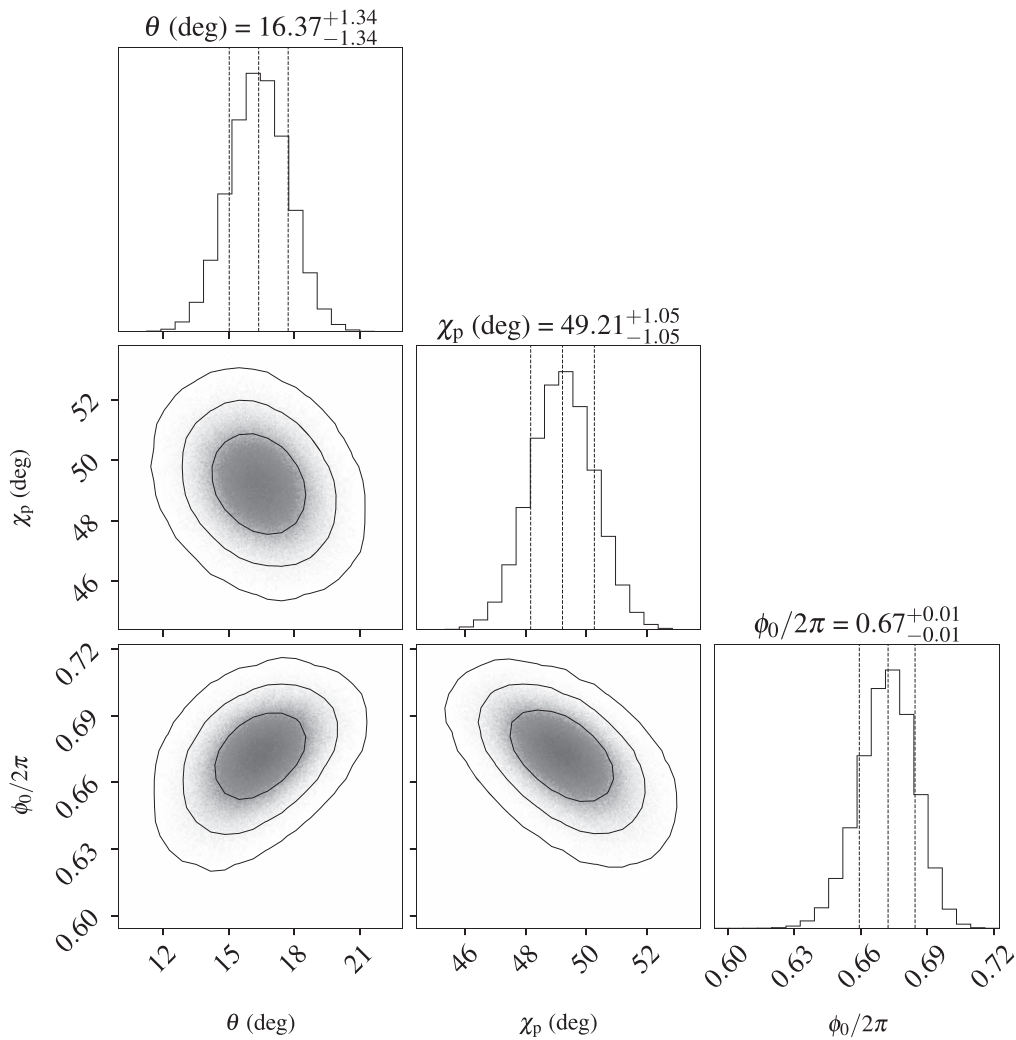 θ (deg) = 16.37+1.34 −1.34
χp (deg) = 49.21+1.05 −1.05
52
50
48
46
χp (deg)
ϕ0/2π = 0.67+0.01 −0.01
0.72
0.69
0.66
0.63
0.60
ϕ0/2π
12 15 18 21
46 48 50 52
0.60 0.63 0.66 0.69 0.72
θ (deg)
χp (deg)
ϕ0/2π